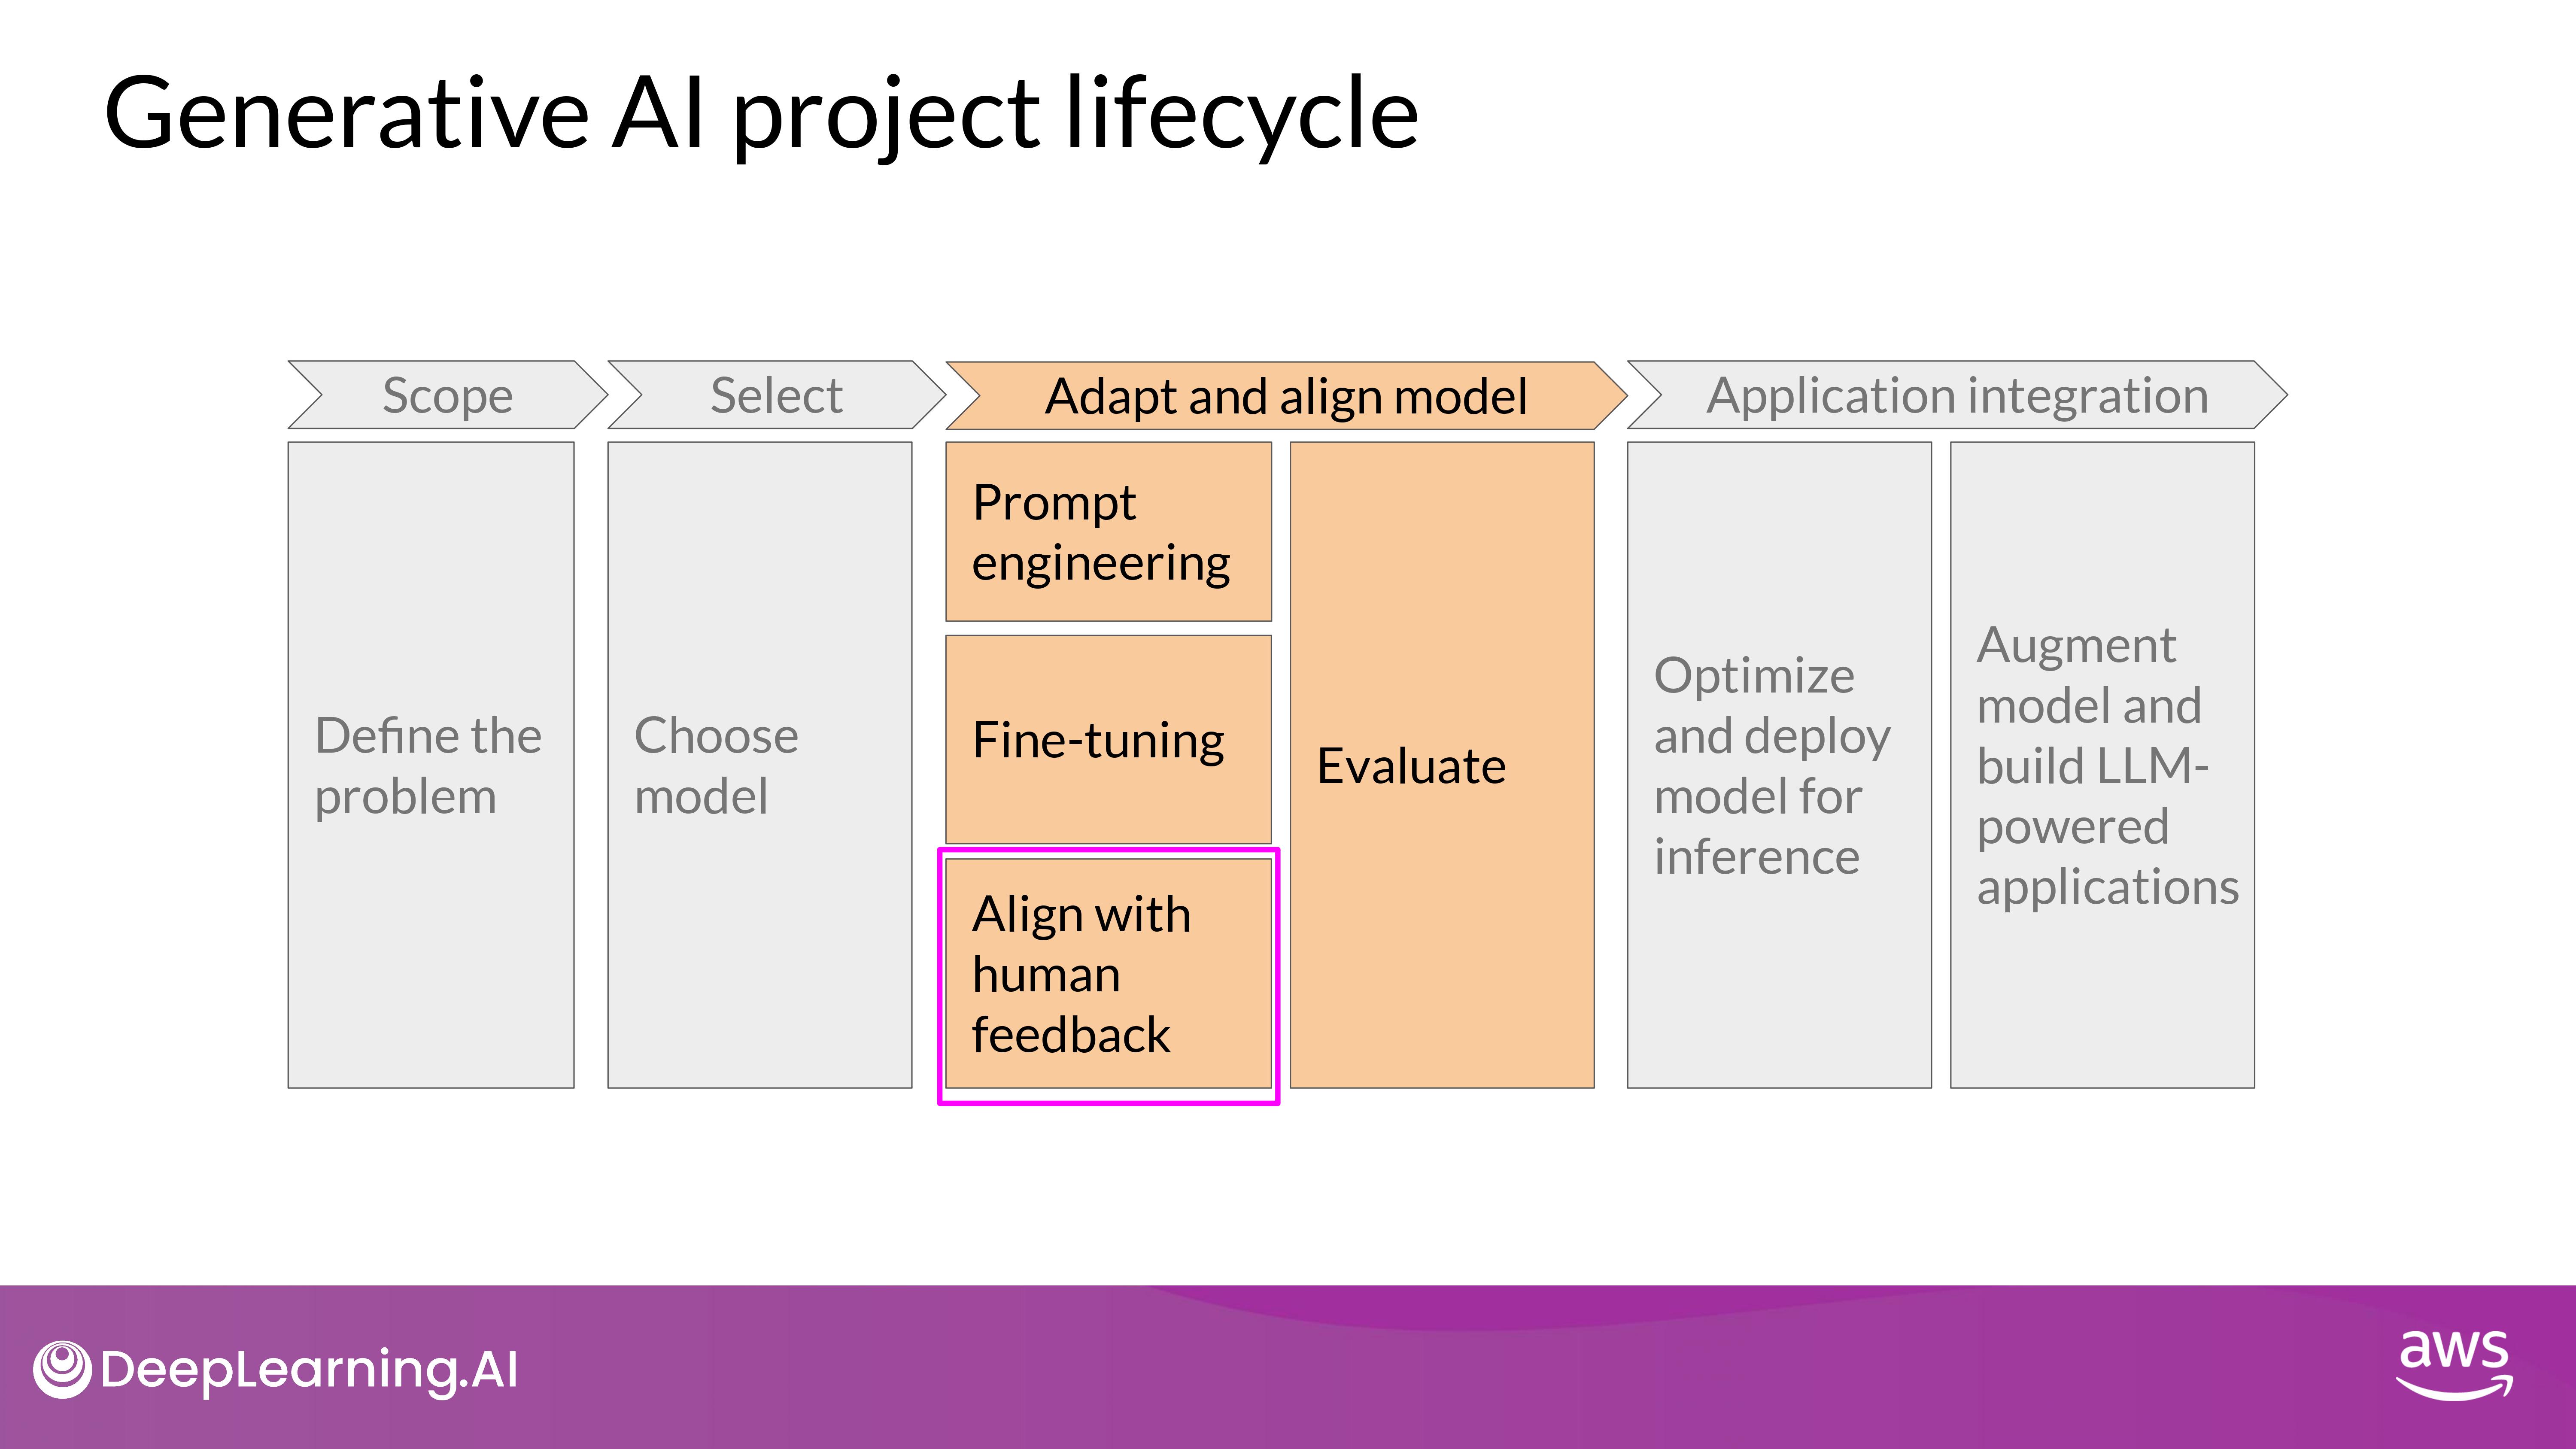 Generative AI project lifecycle
Scope
Select
Adapt and align model
Application integration
Define the
problem
Choose
model
Prompt
engineering
Fine-tuning
Align with
human
feedback
Evaluate
Optimize
and deploy
model for
inference
Augment
model and
build LLM-
powered
applications
DeepLearning.AI
aws